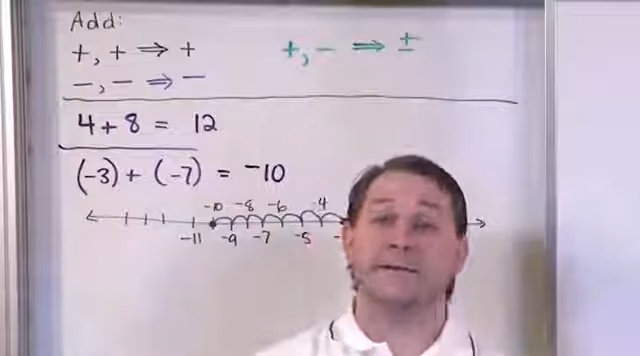 Add:
+, + ⇒ +
+, - ⇒ ±
-, - ⇒ -
4 + 8 = 12
(-3) + (-7) = -10
-10 -8 -6 -4
-11 -9 -7 -5